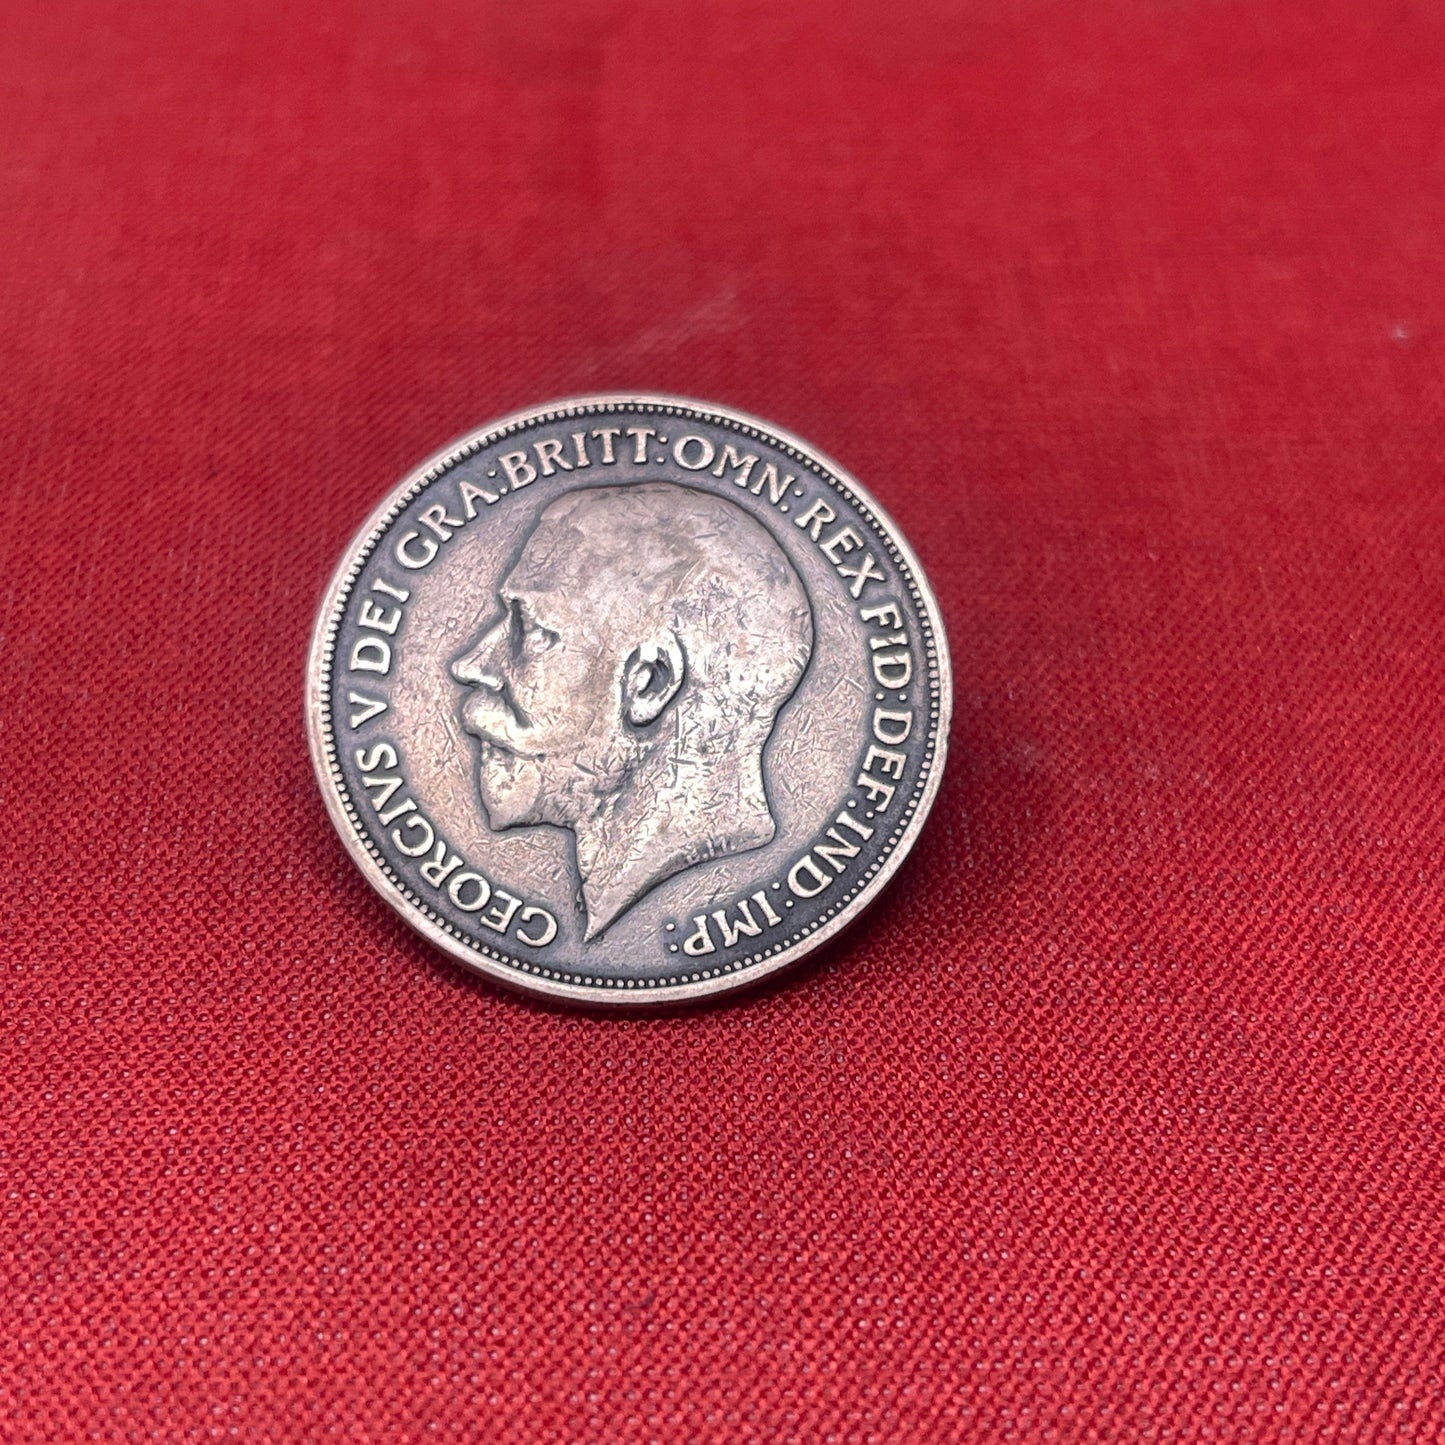 GEORGIVS V DEI GRA:BRITT:OMN:REX FID:DEF:IND:IMP:
B.M.